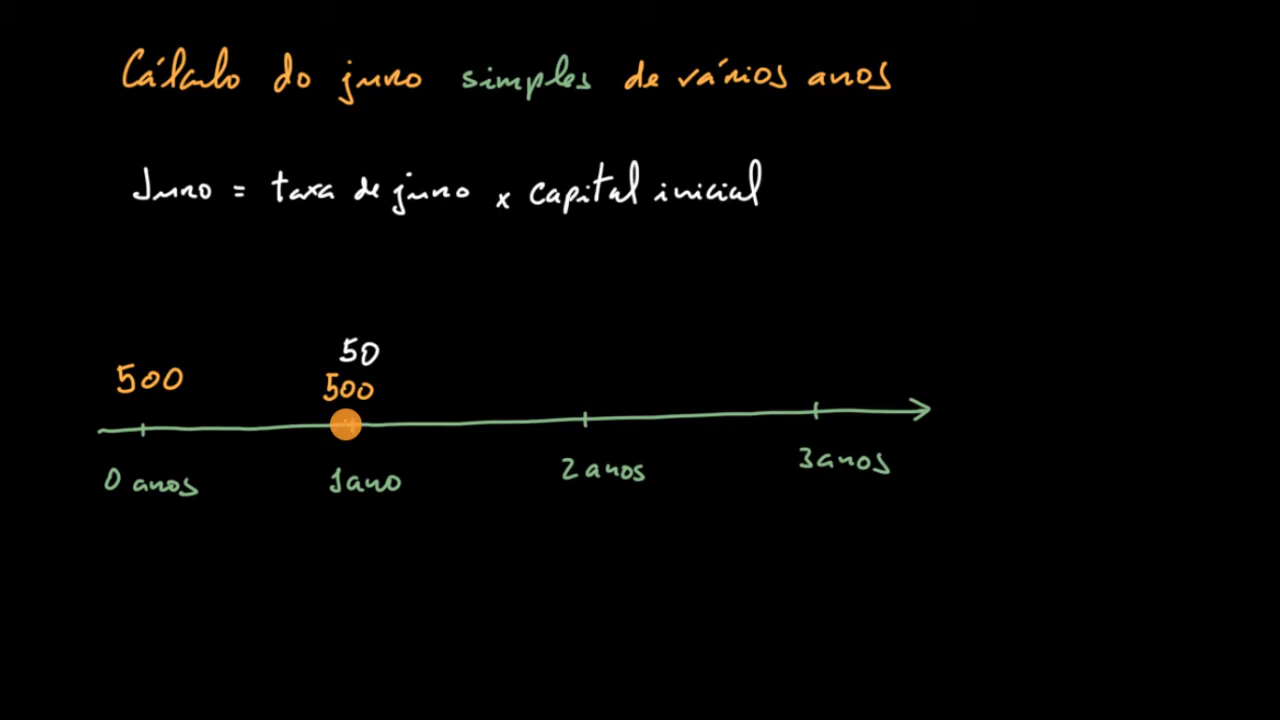 Cálculo do juro simples de vários anos
Juro = taxa de juro x capital inicial
50
500 500
0 anos 1 ano 2 anos 3 anos